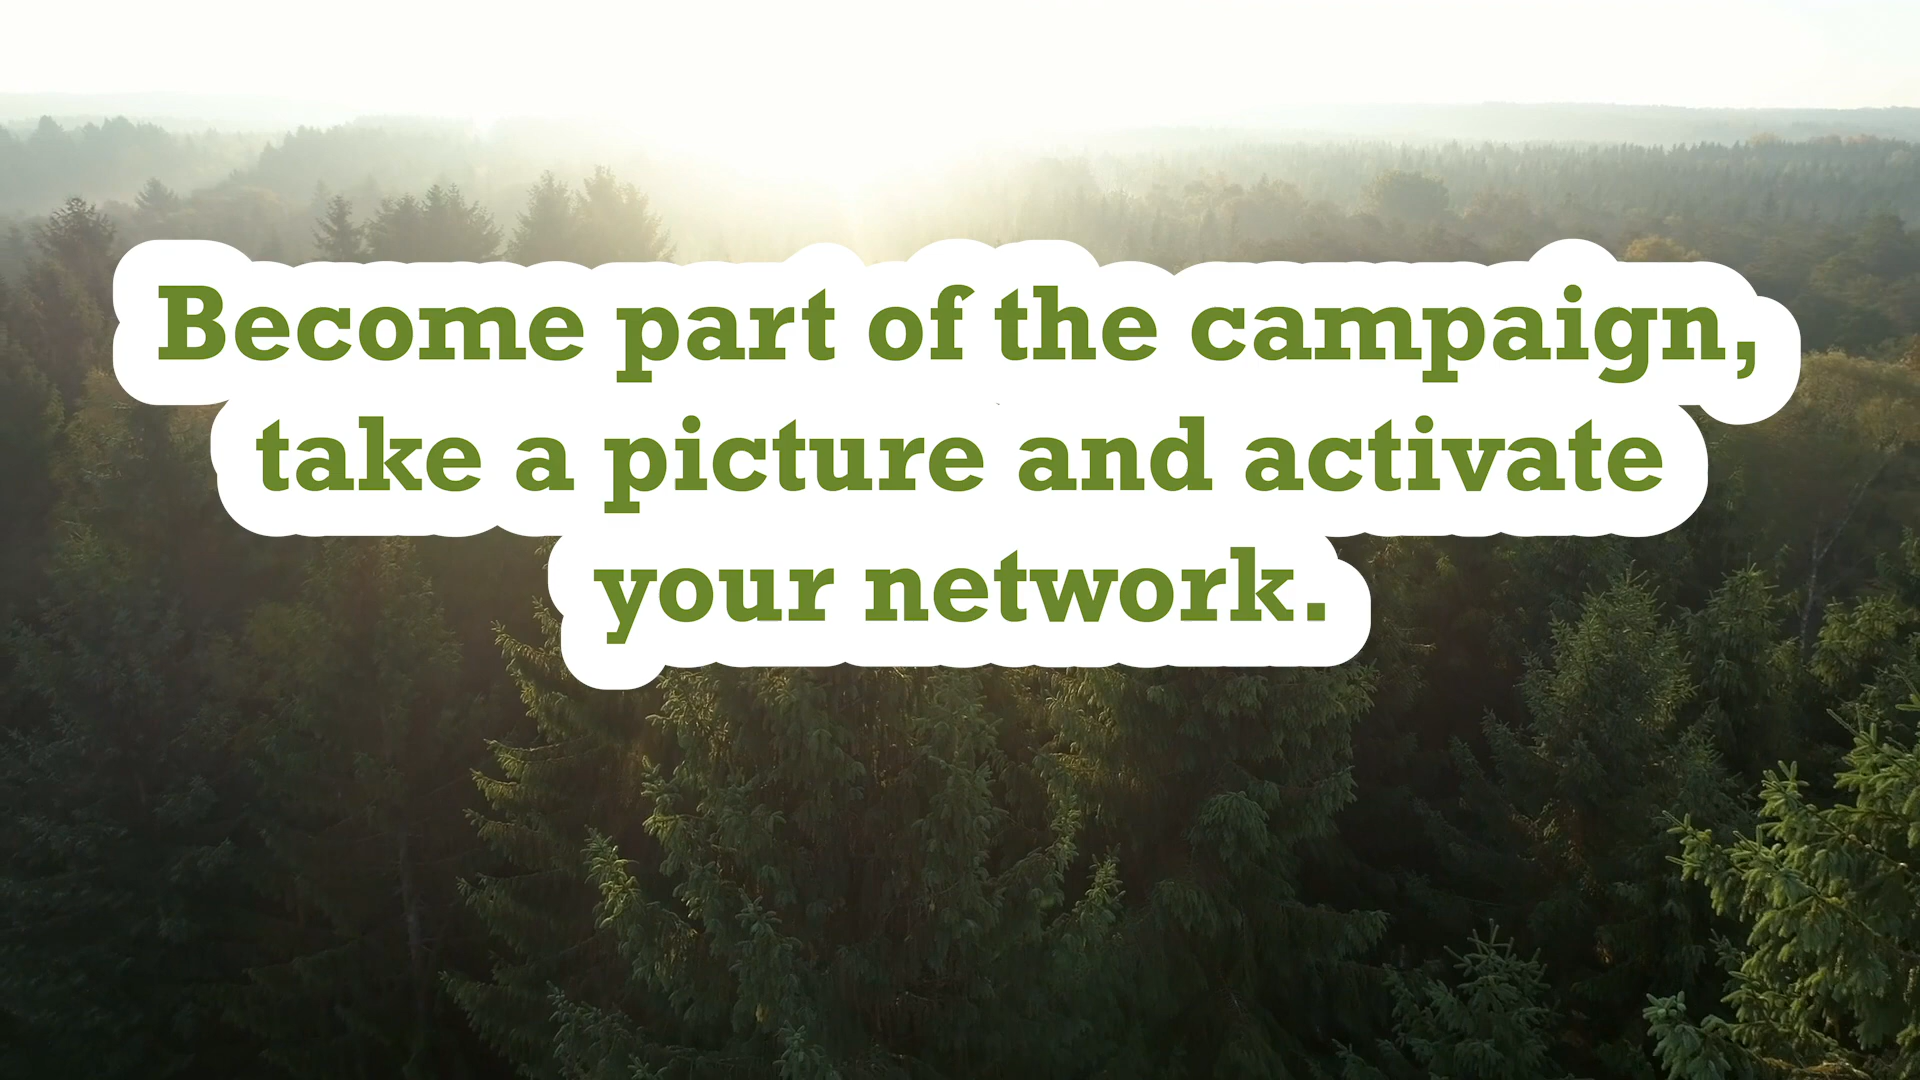 Become part of the campaign,
take a picture and activate
your network.